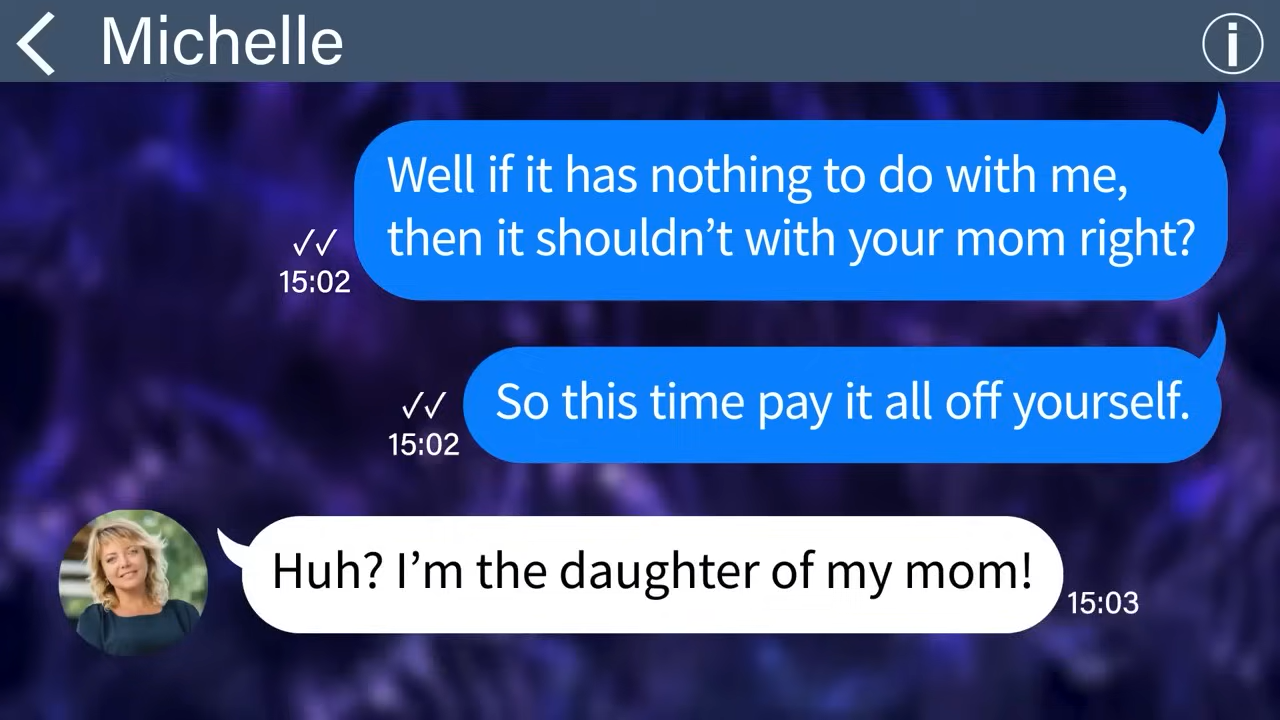 Michelle
Well if it has nothing to do with me,
then it shouldn’t with your mom right?
✓✓
15:02
So this time pay it all off yourself.
✓✓
15:02
Huh? I’m the daughter of my mom!
15:03